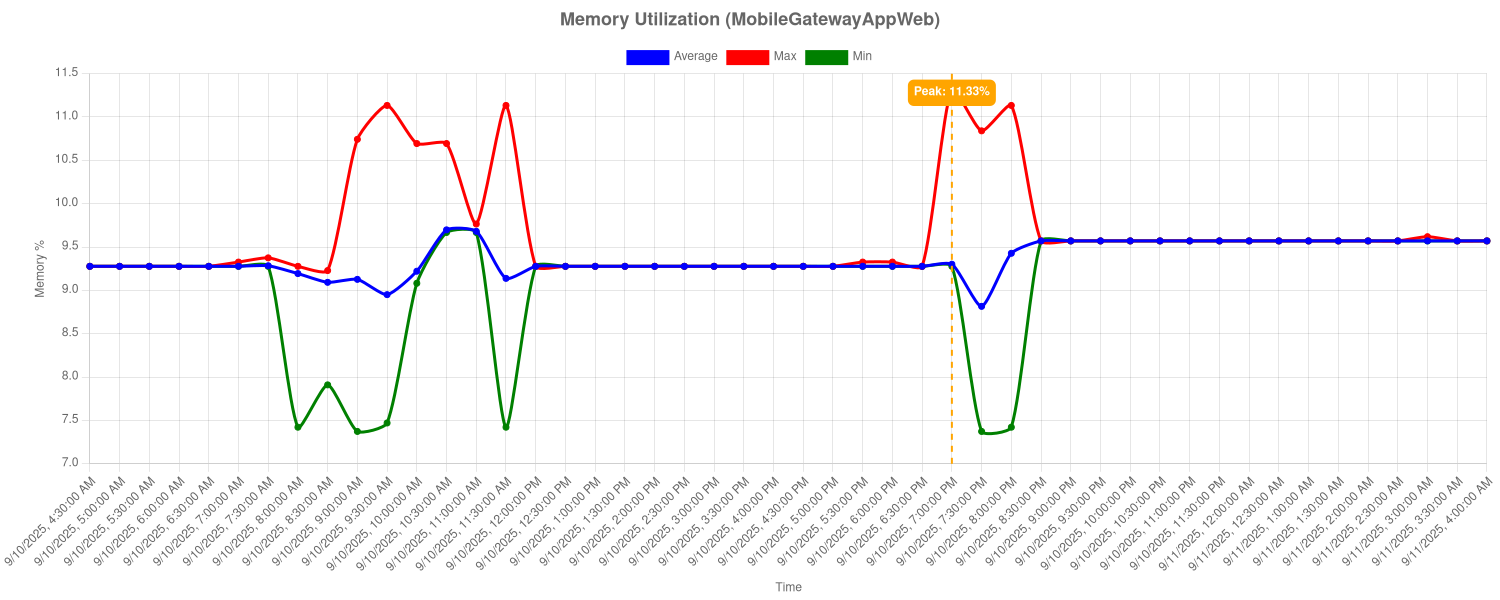 Memory Utilization (MobileGatewayAppWeb)
Average Max Min
11.5
Peak: 11.33%
11.0
10.5
10.0
9.5
9.0
8.5
8.0
7.5
7.0
Memory %
9/10/2025, 4:30:00 AM
9/10/2025, 5:00:00 AM
9/10/2025, 5:30:00 AM
9/10/2025, 6:00:00 AM
9/10/2025, 6:30:00 AM
9/10/2025, 7:00:00 AM
9/10/2025, 7:30:00 AM
9/10/2025, 8:00:00 AM
9/10/2025, 8:30:00 AM
9/10/2025, 9:00:00 AM
9/10/2025, 9:30:00 AM
9/10/2025, 10:00:00 AM
9/10/2025, 10:30:00 AM
9/10/2025, 11:00:00 AM
9/10/2025, 11:30:00 AM
9/10/2025, 12:00:00 PM
9/10/2025, 12:30:00 PM
9/10/2025, 1:00:00 PM
9/10/2025, 1:30:00 PM
9/10/2025, 2:00:00 PM
9/10/2025, 2:30:00 PM
9/10/2025, 3:00:00 PM
9/10/2025, 3:30:00 PM
9/10/2025, 4:00:00 PM
9/10/2025, 4:30:00 PM
9/10/2025, 5:00:00 PM
9/10/2025, 5:30:00 PM
9/10/2025, 6:00:00 PM
9/10/2025, 6:30:00 PM
9/10/2025, 7:00:00 PM
9/10/2025, 7:30:00 PM
9/10/2025, 8:00:00 PM
9/10/2025, 8:30:00 PM
9/10/2025, 9:00:00 PM
9/10/2025, 9:30:00 PM
9/10/2025, 10:00:00 PM
9/10/2025, 10:30:00 PM
9/10/2025, 11:00:00 PM
9/10/2025, 11:30:00 PM
9/11/2025, 12:00:00 AM
9/11/2025, 12:30:00 AM
9/11/2025, 1:00:00 AM
9/11/2025, 1:30:00 AM
9/11/2025, 2:00:00 AM
9/11/2025, 2:30:00 AM
9/11/2025, 3:00:00 AM
9/11/2025, 3:30:00 AM
9/11/2025, 4:00:00 AM
Time